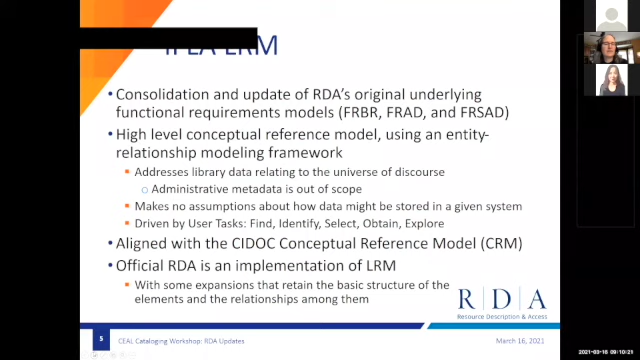 IFLA LRM
• Consolidation and update of RDA's original underlying
functional requirements models (FRBR, FRAD, and FRSAD)
• High level conceptual reference model, using an entity-
relationship modeling framework
▪ Addresses library data relating to the universe of discourse
o Administrative metadata is out of scope
▪ Makes no assumptions about how data might be stored in a given system
▪ Driven by User Tasks: Find, Identify, Select, Obtain, Explore
• Aligned with the CIDOC Conceptual Reference Model (CRM)
• Official RDA is an implementation of LRM
▪ With some expansions that retain the basic structure of the
elements and the relationships among them
R | D | A
Resource Description & Access
5
CEAL Cataloging Workshop: RDA Updates
March 16, 2021
2021-03-16 09:10:21